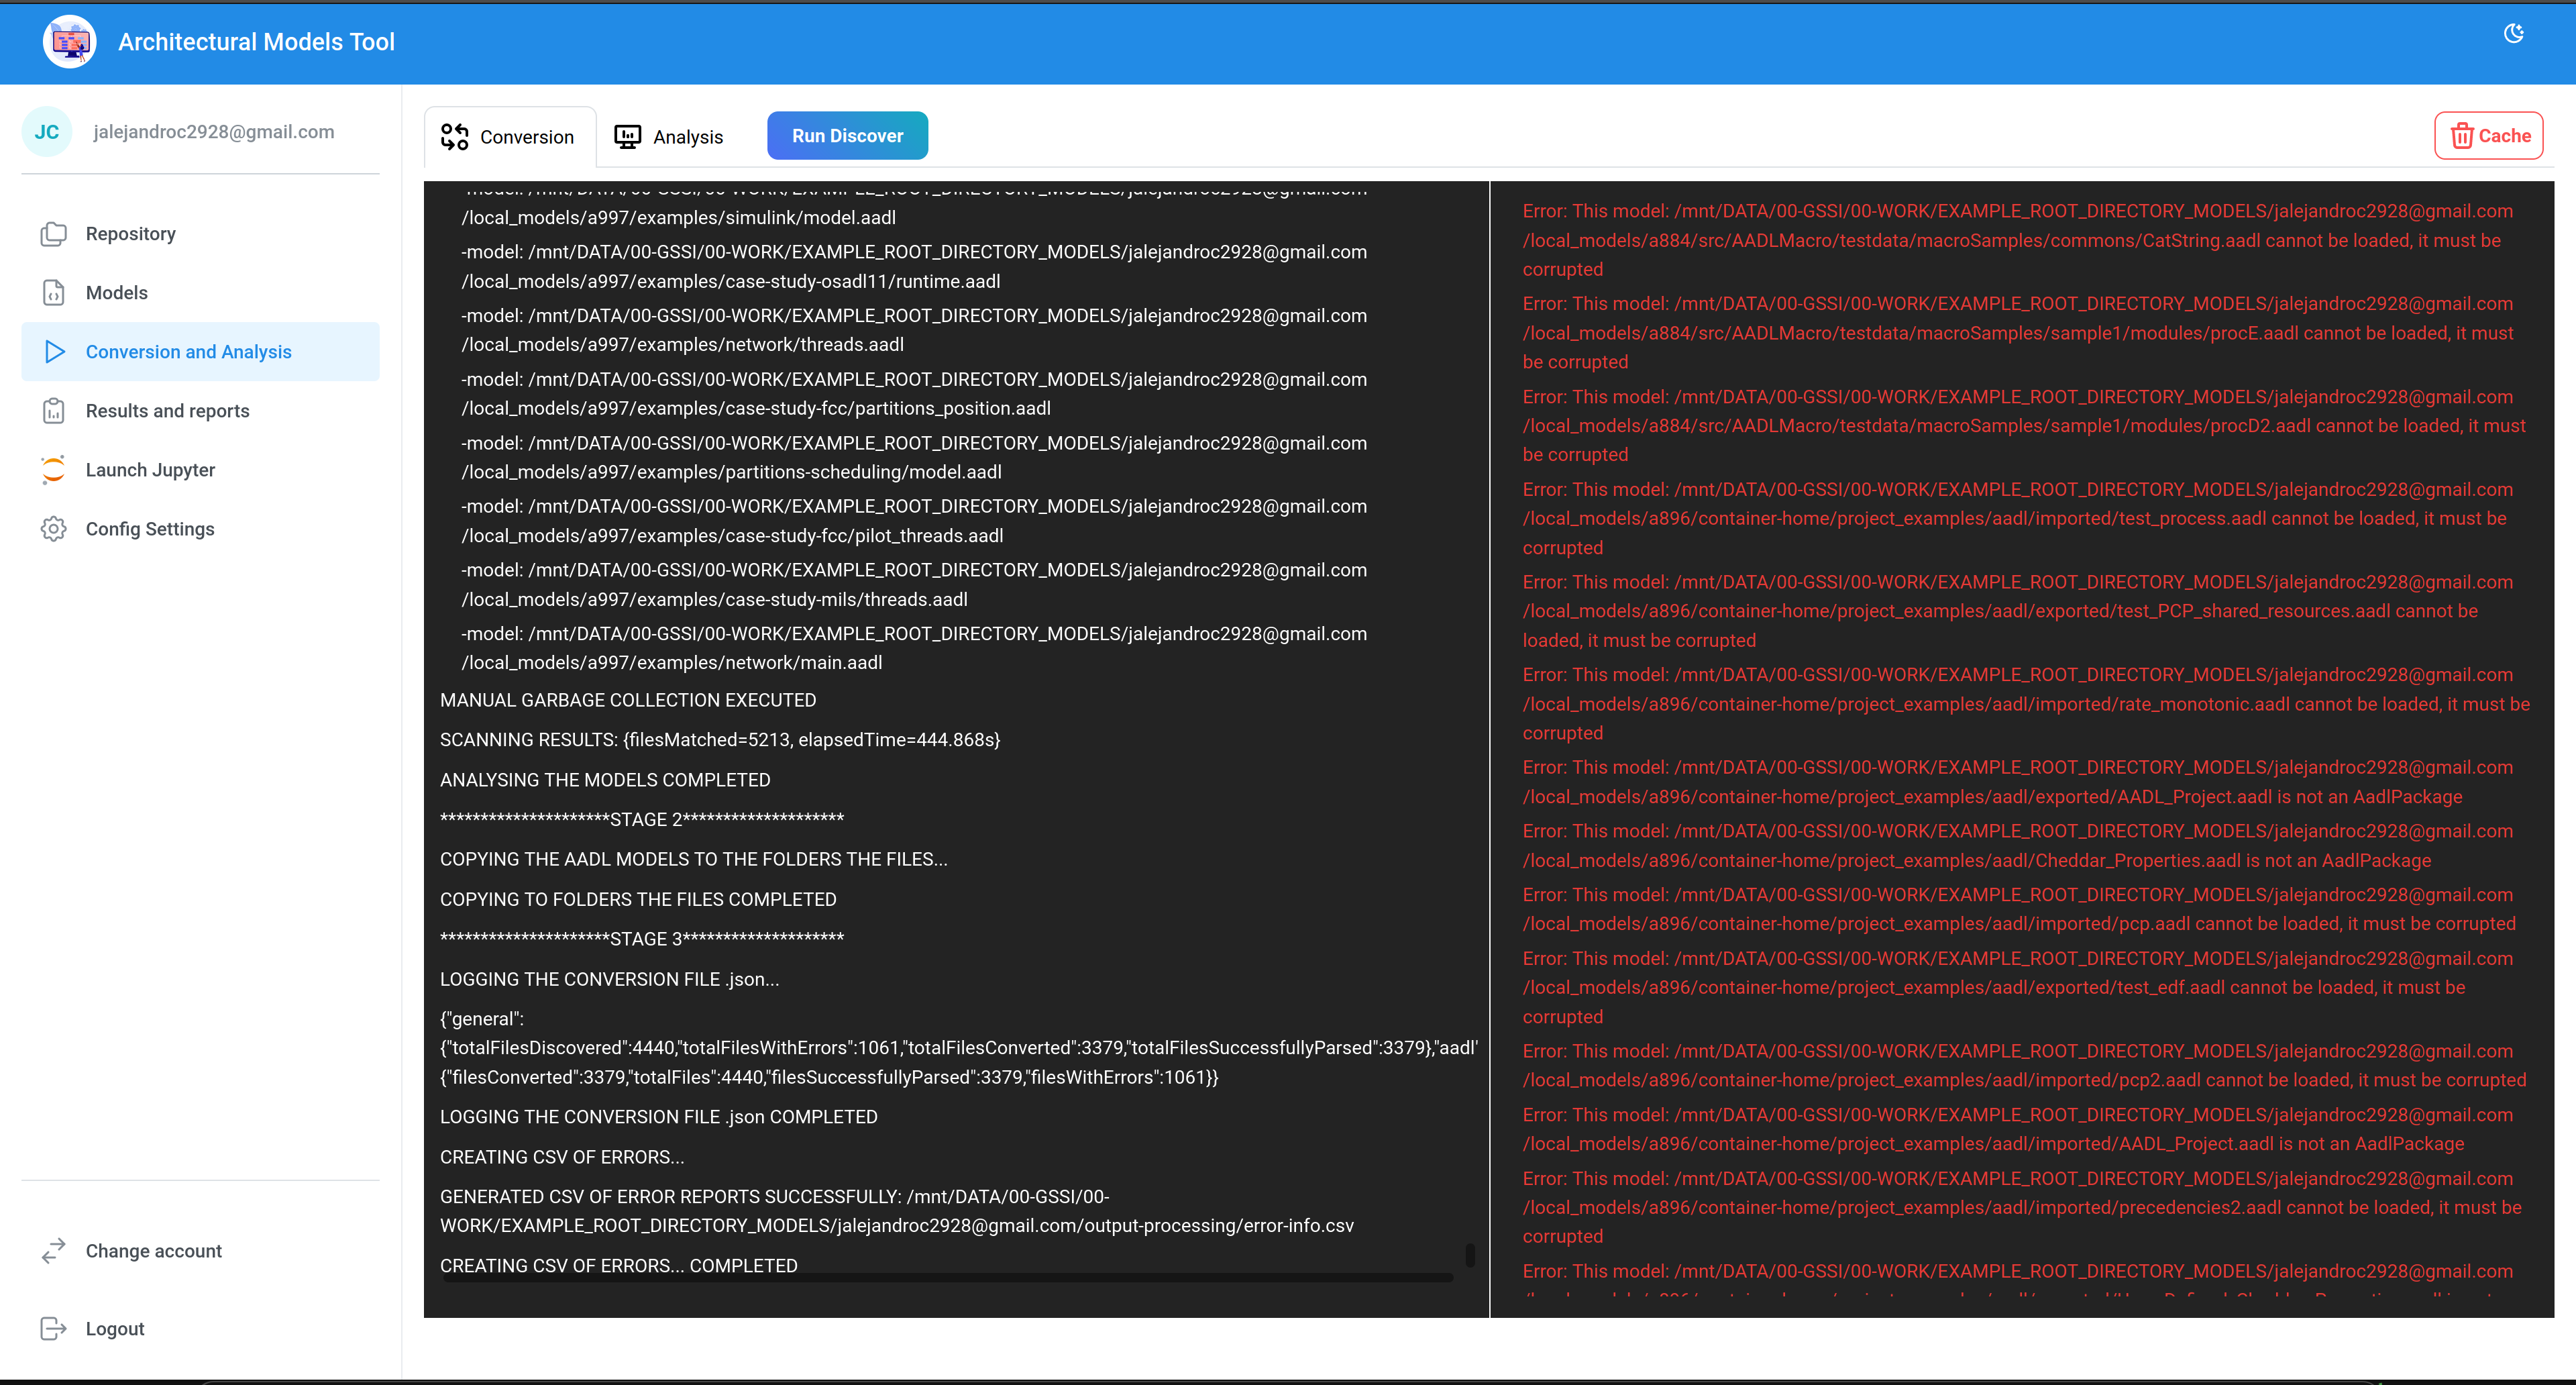 Architectural Models Tool
JC
jalejandroc2928@gmail.com
Repository
Models
Conversion and Analysis
Results and reports
Launch Jupyter
Config Settings
Change account
Logout
Conversion
Analysis
Run Discover
Cache
-model: /mnt/DATA/00-GSSI/00-WORK/EXAMPLE_ROOT_DIRECTORY_MODELS/jalejandroc2928@gmail.com
/local_models/a997/examples/simulink/model.aadl
-model: /mnt/DATA/00-GSSI/00-WORK/EXAMPLE_ROOT_DIRECTORY_MODELS/jalejandroc2928@gmail.com
/local_models/a997/examples/case-study-osadl11/runtime.aadl
-model: /mnt/DATA/00-GSSI/00-WORK/EXAMPLE_ROOT_DIRECTORY_MODELS/jalejandroc2928@gmail.com
/local_models/a997/examples/network/threads.aadl
-model: /mnt/DATA/00-GSSI/00-WORK/EXAMPLE_ROOT_DIRECTORY_MODELS/jalejandroc2928@gmail.com
/local_models/a997/examples/case-study-fcc/partitions_position.aadl
-model: /mnt/DATA/00-GSSI/00-WORK/EXAMPLE_ROOT_DIRECTORY_MODELS/jalejandroc2928@gmail.com
/local_models/a997/examples/partitions-scheduling/model.aadl
-model: /mnt/DATA/00-GSSI/00-WORK/EXAMPLE_ROOT_DIRECTORY_MODELS/jalejandroc2928@gmail.com
/local_models/a997/examples/case-study-fcc/pilot_threads.aadl
-model: /mnt/DATA/00-GSSI/00-WORK/EXAMPLE_ROOT_DIRECTORY_MODELS/jalejandroc2928@gmail.com
/local_models/a997/examples/case-study-mils/threads.aadl
-model: /mnt/DATA/00-GSSI/00-WORK/EXAMPLE_ROOT_DIRECTORY_MODELS/jalejandroc2928@gmail.com
/local_models/a997/examples/network/main.aadl
MANUAL GARBAGE COLLECTION EXECUTED
SCANNING RESULTS: {filesMatched=5213, elapsedTime=444.868s}
ANALYSING THE MODELS COMPLETED
*********************STAGE 2********************
COPYING THE AADL MODELS TO THE FOLDERS THE FILES...
COPYING TO FOLDERS THE FILES COMPLETED
*********************STAGE 3********************
LOGGING THE CONVERSION FILE .json...
{"general":
{"totalFilesDiscovered":4440,"totalFilesWithErrors":1061,"totalFilesConverted":3379,"totalFilesSuccessfullyParsed":3379},"aadl"
{"filesConverted":3379,"totalFiles":4440,"filesSuccessfullyParsed":3379,"filesWithErrors":1061}}
LOGGING THE CONVERSION FILE .json COMPLETED
CREATING CSV OF ERRORS...
GENERATED CSV OF ERROR REPORTS SUCCESSFULLY: /mnt/DATA/00-GSSI/00-
WORK/EXAMPLE_ROOT_DIRECTORY_MODELS/jalejandroc2928@gmail.com/output-processing/error-info.csv
CREATING CSV OF ERRORS... COMPLETED
Error: This model: /mnt/DATA/00-GSSI/00-WORK/EXAMPLE_ROOT_DIRECTORY_MODELS/jalejandroc2928@gmail.com
/local_models/a884/src/AADLMacro/testdata/macroSamples/commons/CatString.aadl cannot be loaded, it must be
corrupted
Error: This model: /mnt/DATA/00-GSSI/00-WORK/EXAMPLE_ROOT_DIRECTORY_MODELS/jalejandroc2928@gmail.com
/local_models/a884/src/AADLMacro/testdata/macroSamples/sample1/modules/procE.aadl cannot be loaded, it must
be corrupted
Error: This model: /mnt/DATA/00-GSSI/00-WORK/EXAMPLE_ROOT_DIRECTORY_MODELS/jalejandroc2928@gmail.com
/local_models/a884/src/AADLMacro/testdata/macroSamples/sample1/modules/procD2.aadl cannot be loaded, it must
be corrupted
Error: This model: /mnt/DATA/00-GSSI/00-WORK/EXAMPLE_ROOT_DIRECTORY_MODELS/jalejandroc2928@gmail.com
/local_models/a896/container-home/project_examples/aadl/imported/test_process.aadl cannot be loaded, it must be
corrupted
Error: This model: /mnt/DATA/00-GSSI/00-WORK/EXAMPLE_ROOT_DIRECTORY_MODELS/jalejandroc2928@gmail.com
/local_models/a896/container-home/project_examples/aadl/exported/test_PCP_shared_resources.aadl cannot be
loaded, it must be corrupted
Error: This model: /mnt/DATA/00-GSSI/00-WORK/EXAMPLE_ROOT_DIRECTORY_MODELS/jalejandroc2928@gmail.com
/local_models/a896/container-home/project_examples/aadl/imported/rate_monotonic.aadl cannot be loaded, it must be
corrupted
Error: This model: /mnt/DATA/00-GSSI/00-WORK/EXAMPLE_ROOT_DIRECTORY_MODELS/jalejandroc2928@gmail.com
/local_models/a896/container-home/project_examples/aadl/exported/AADL_Project.aadl is not an AadlPackage
Error: This model: /mnt/DATA/00-GSSI/00-WORK/EXAMPLE_ROOT_DIRECTORY_MODELS/jalejandroc2928@gmail.com
/local_models/a896/container-home/project_examples/aadl/Cheddar_Properties.aadl is not an AadlPackage
Error: This model: /mnt/DATA/00-GSSI/00-WORK/EXAMPLE_ROOT_DIRECTORY_MODELS/jalejandroc2928@gmail.com
/local_models/a896/container-home/project_examples/aadl/imported/pcp.aadl cannot be loaded, it must be corrupted
Error: This model: /mnt/DATA/00-GSSI/00-WORK/EXAMPLE_ROOT_DIRECTORY_MODELS/jalejandroc2928@gmail.com
/local_models/a896/container-home/project_examples/aadl/exported/test_edf.aadl cannot be loaded, it must be
corrupted
Error: This model: /mnt/DATA/00-GSSI/00-WORK/EXAMPLE_ROOT_DIRECTORY_MODELS/jalejandroc2928@gmail.com
/local_models/a896/container-home/project_examples/aadl/imported/pcp2.aadl cannot be loaded, it must be corrupted
Error: This model: /mnt/DATA/00-GSSI/00-WORK/EXAMPLE_ROOT_DIRECTORY_MODELS/jalejandroc2928@gmail.com
/local_models/a896/container-home/project_examples/aadl/imported/AADL_Project.aadl is not an AadlPackage
Error: This model: /mnt/DATA/00-GSSI/00-WORK/EXAMPLE_ROOT_DIRECTORY_MODELS/jalejandroc2928@gmail.com
/local_models/a896/container-home/project_examples/aadl/imported/precedencies2.aadl cannot be loaded, it must be
corrupted
Error: This model: /mnt/DATA/00-GSSI/00-WORK/EXAMPLE_ROOT_DIRECTORY_MODELS/jalejandroc2928@gmail.com